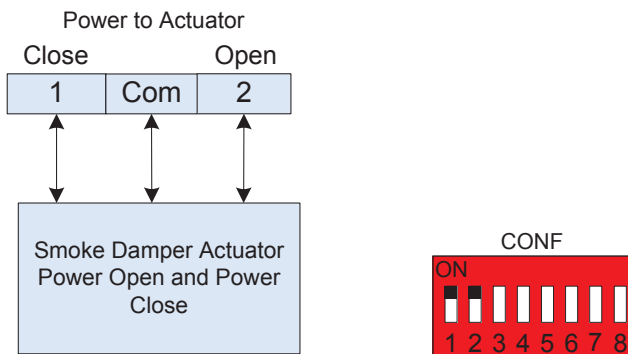 Power to Actuator
Close Open
1 Com 2
Smoke Damper Actuator
Power Open and Power
Close
CONF
ON
1 2 3 4 5 6 7 8